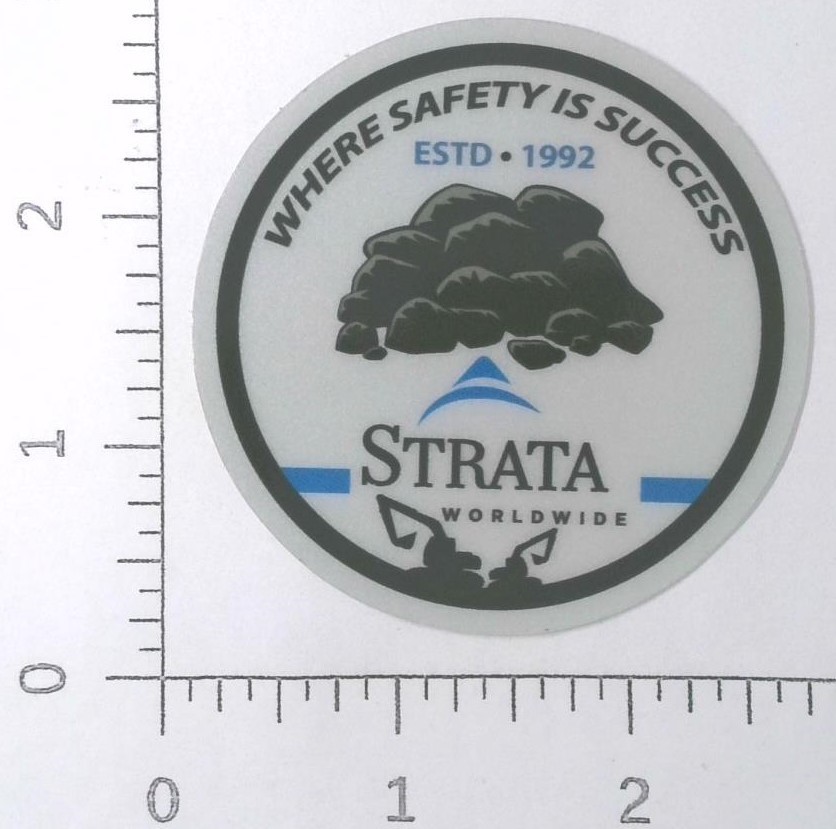 WHERE SAFETY IS SUCCESS
ESTD • 1992
STRATA
WORLDWIDE
2
1
0
0 1 2